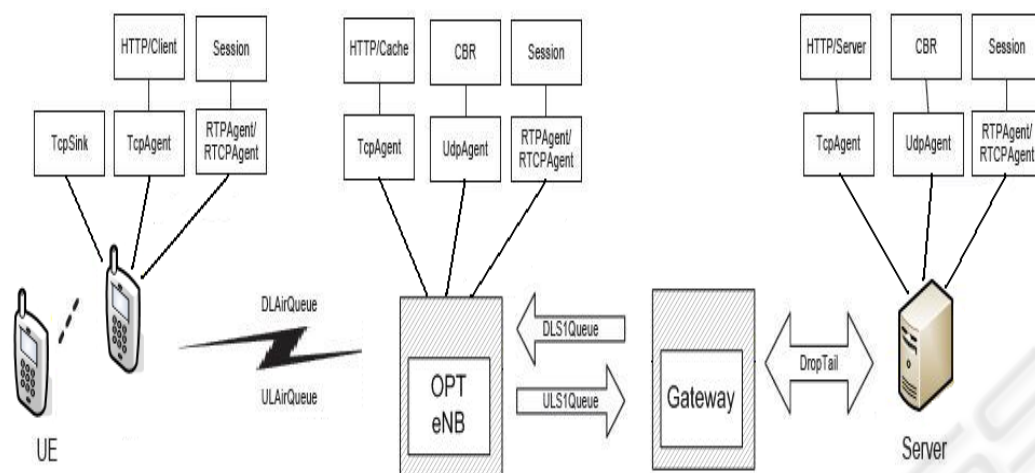 HTTP/Client
Session
TcpSink
TcpAgent
RTPAgent/
RTCPAgent
HTTP/Cache
CBR
Session
TcpAgent
UdpAgent
RTPAgent/
RTCPAgent
HTTP/Server
CBR
Session
TcpAgent
UdpAgent
RTPAgent/
RTCPAgent
DLAirQueue
ULAirQueue
DLS1Queue
ULS1Queue
OPT
eNB
Gateway
DropTail
UE
Server